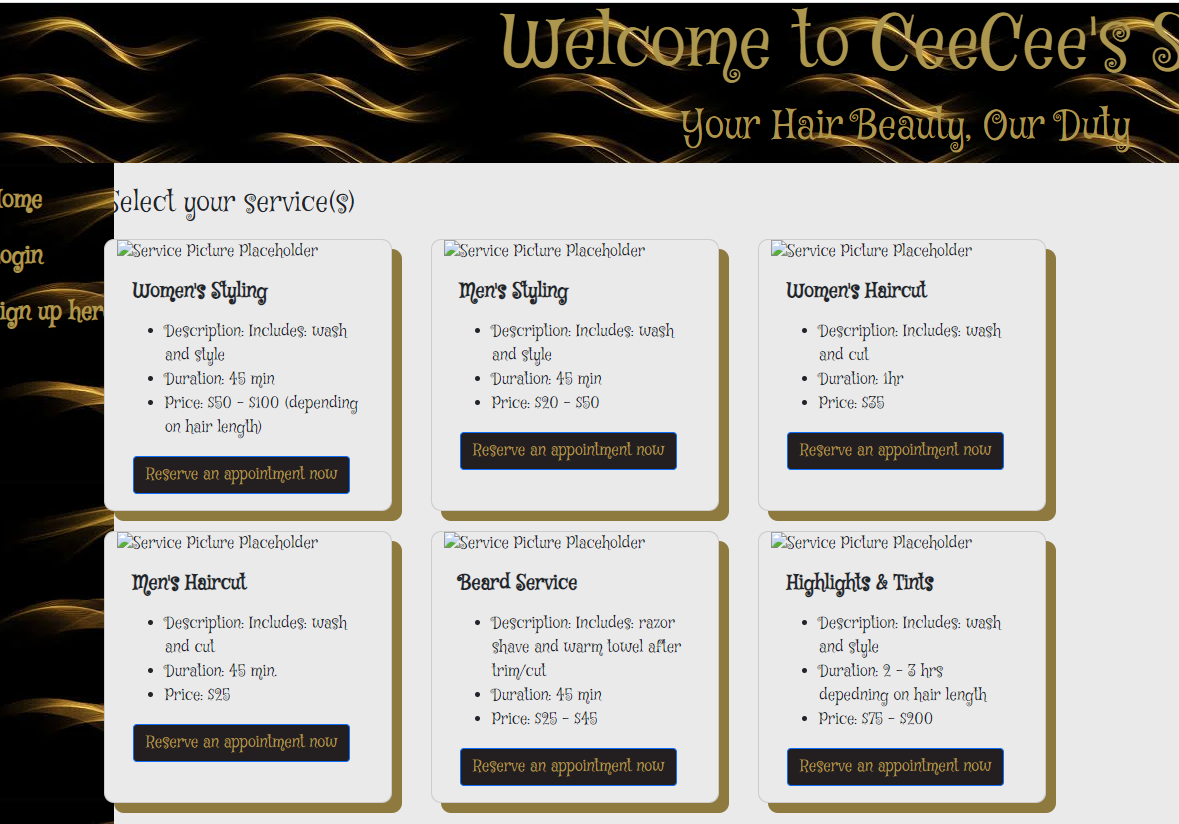 Welcome to CeeCee's S
Your Hair Beauty, Our Duty
ome
ogin
ign up her
Select your service(s)
Service Picture Placeholder
Women's Styling
Description: Includes: wash
and style
Duration: 45 min
Price: $50 - $100 (depending
on hair length)
Reserve an appointment now
Service Picture Placeholder
Men's Styling
Description: Includes: wash
and style
Duration: 45 min
Price: $20 - $50
Reserve an appointment now
Service Picture Placeholder
Women's Haircut
Description: Includes: wash
and cut
Duration: 1hr
Price: $35
Reserve an appointment now
Service Picture Placeholder
Men's Haircut
Description: Includes: wash
and cut
Duration: 45 min.
Price: $25
Reserve an appointment now
Service Picture Placeholder
Beard Service
Description: Includes: razor
shave and warm towel after
trim/cut
Duration: 45 min
Price: $25 - $45
Reserve an appointment now
Service Picture Placeholder
Highlights & Tints
Description: Includes: wash
and style
Duration: 2 - 3 hrs
depedning on hair length
Price: $75 - $200
Reserve an appointment now